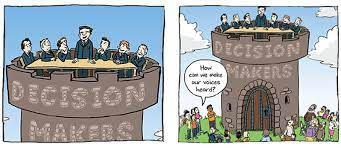 DECISION
MAKERS
DECISION
MAKERS
How
can we make
our voices
heard?